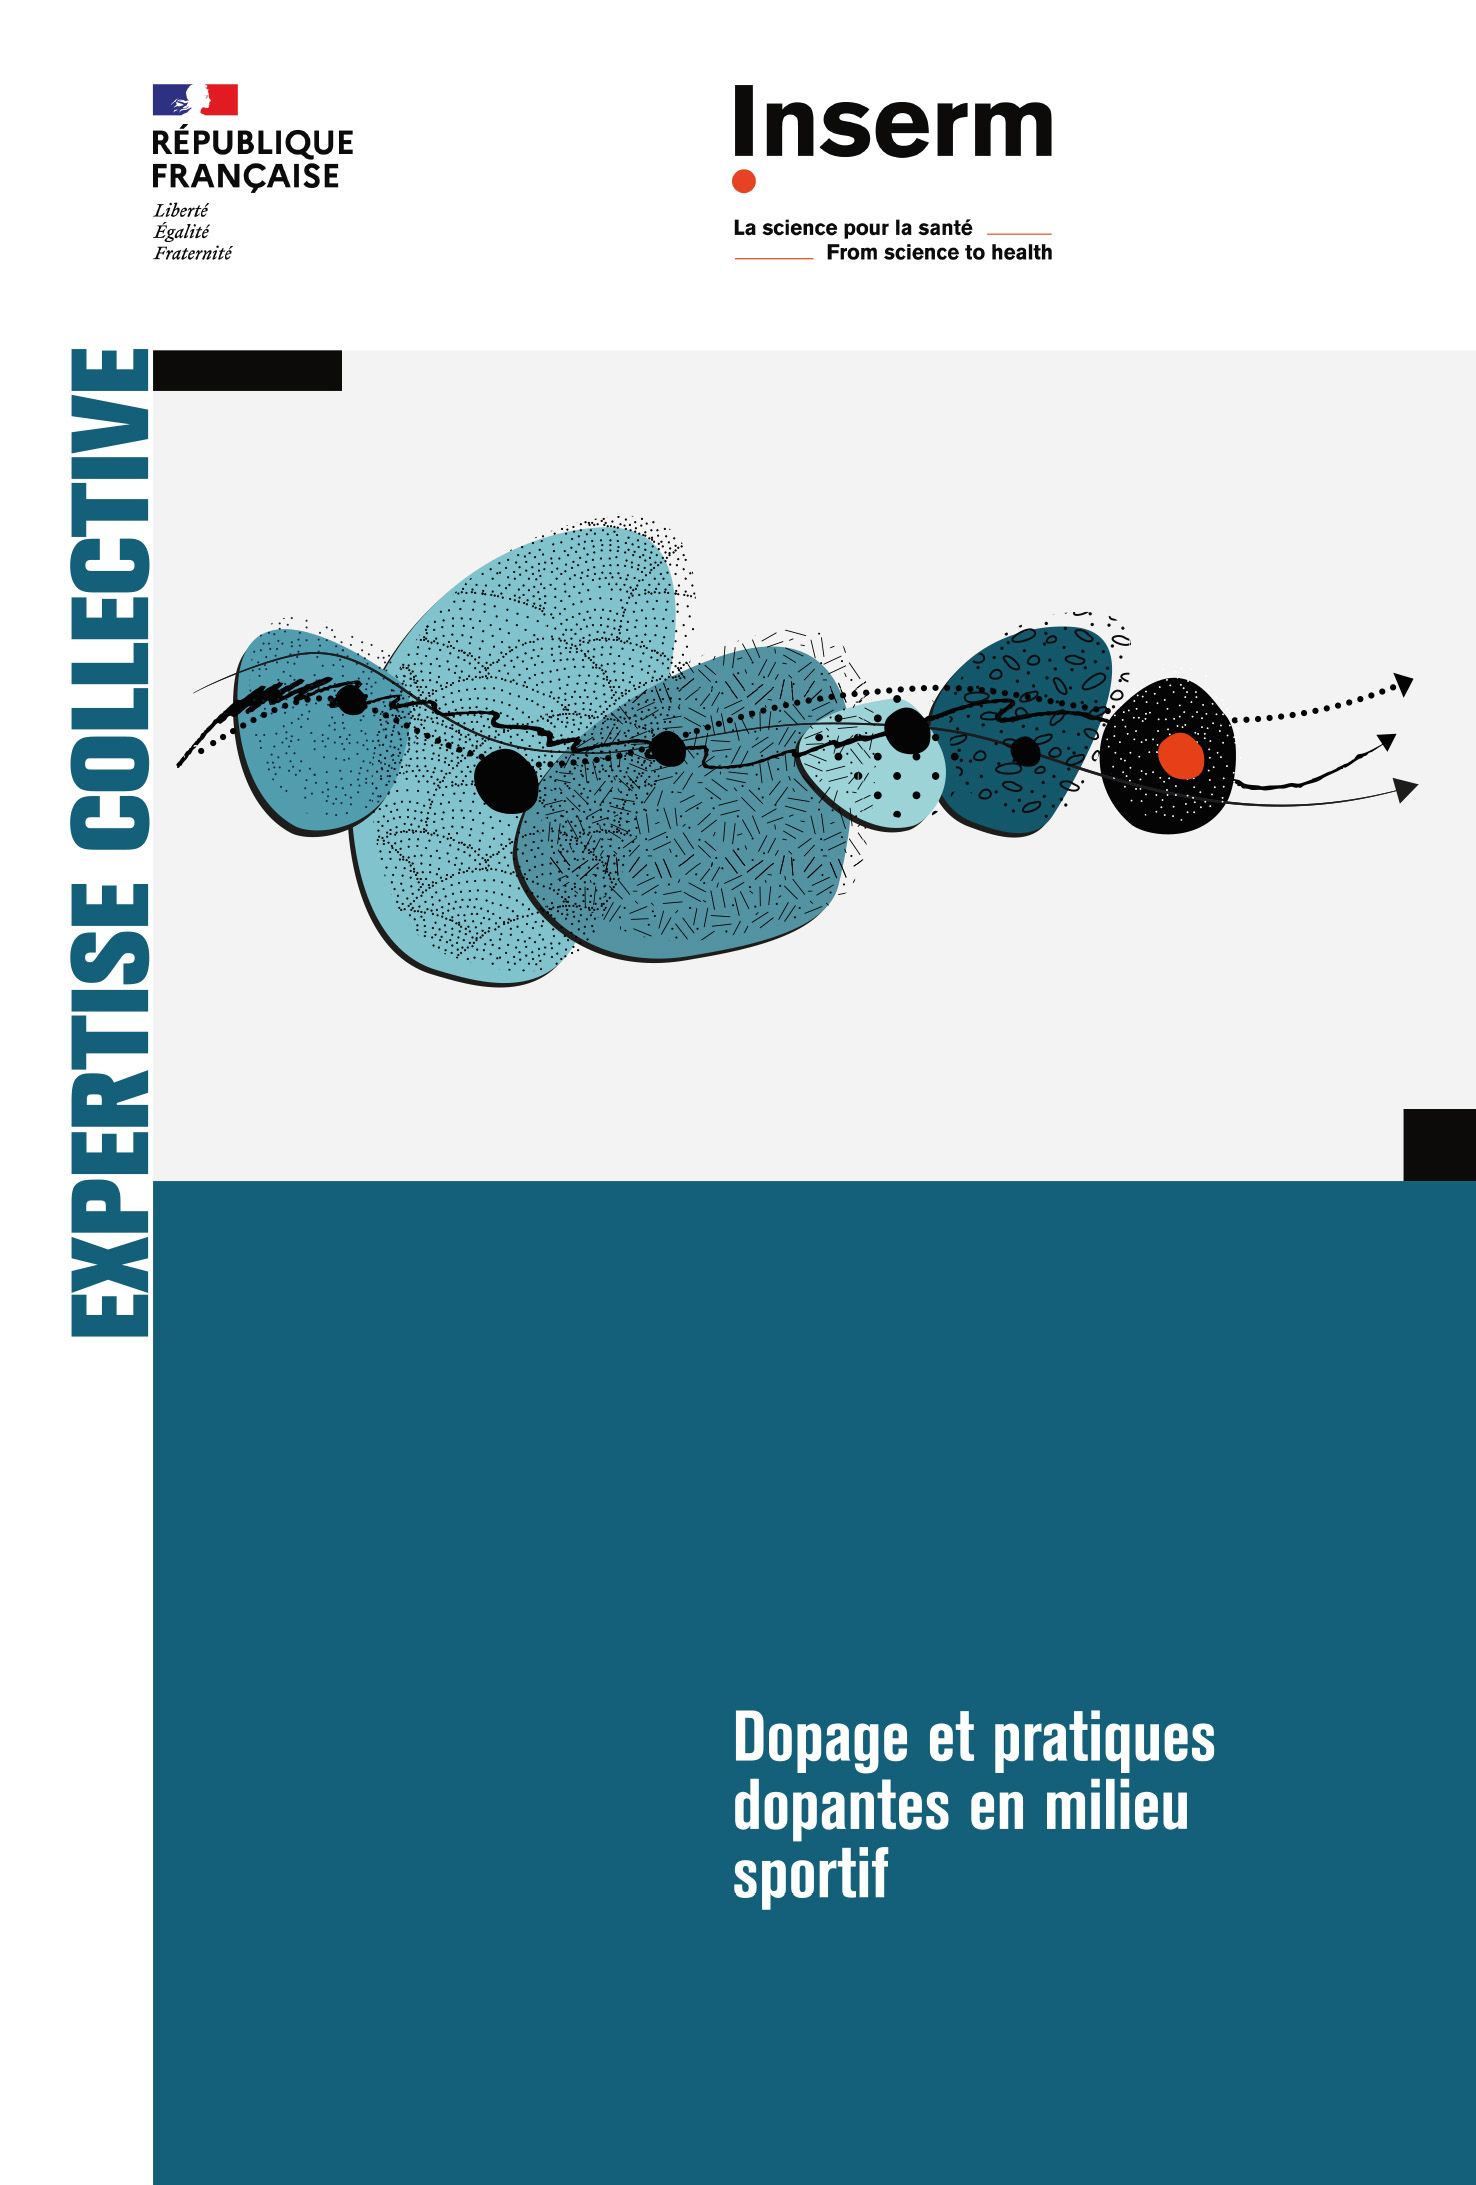 RÉPUBLIQUE
FRANÇAISE
Liberté
Égalité
Fraternité
Inserm
La science pour la santé
From science to health
EXPERTISE COLLECTIVE
Dopage et pratiques
dopantes en milieu
sportif